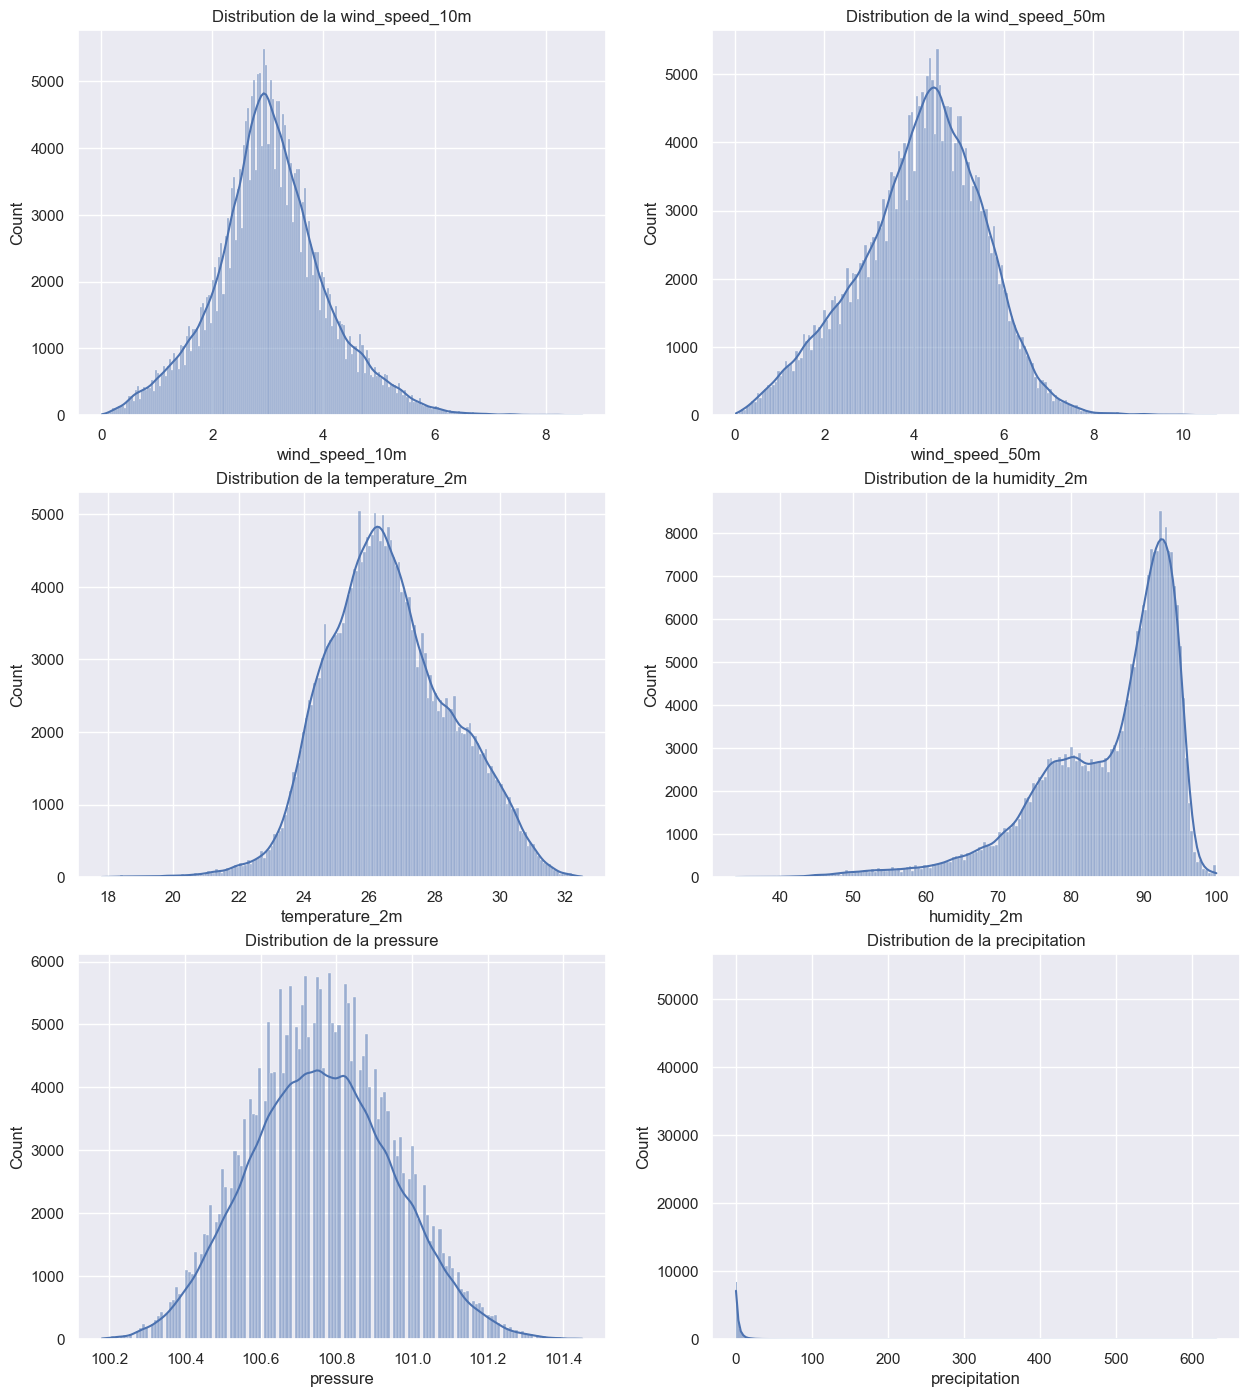 Distribution de la wind_speed_10m
Count
5000
4000
3000
2000
1000
0
0 2 4 6 8
wind_speed_10m
Distribution de la wind_speed_50m
Count
5000
4000
3000
2000
1000
0
0 2 4 6 8 10
wind_speed_50m
Distribution de la temperature_2m
Count
5000
4000
3000
2000
1000
0
18 20 22 24 26 28 30 32
temperature_2m
Distribution de la humidity_2m
Count
8000
7000
6000
5000
4000
3000
2000
1000
0
40 50 60 70 80 90 100
humidity_2m
Distribution de la pressure
Count
6000
5000
4000
3000
2000
1000
0
100.2 100.4 100.6 100.8 101.0 101.2 101.4
pressure
Distribution de la precipitation
Count
50000
40000
30000
20000
10000
0
0 100 200 300 400 500 600
precipitation